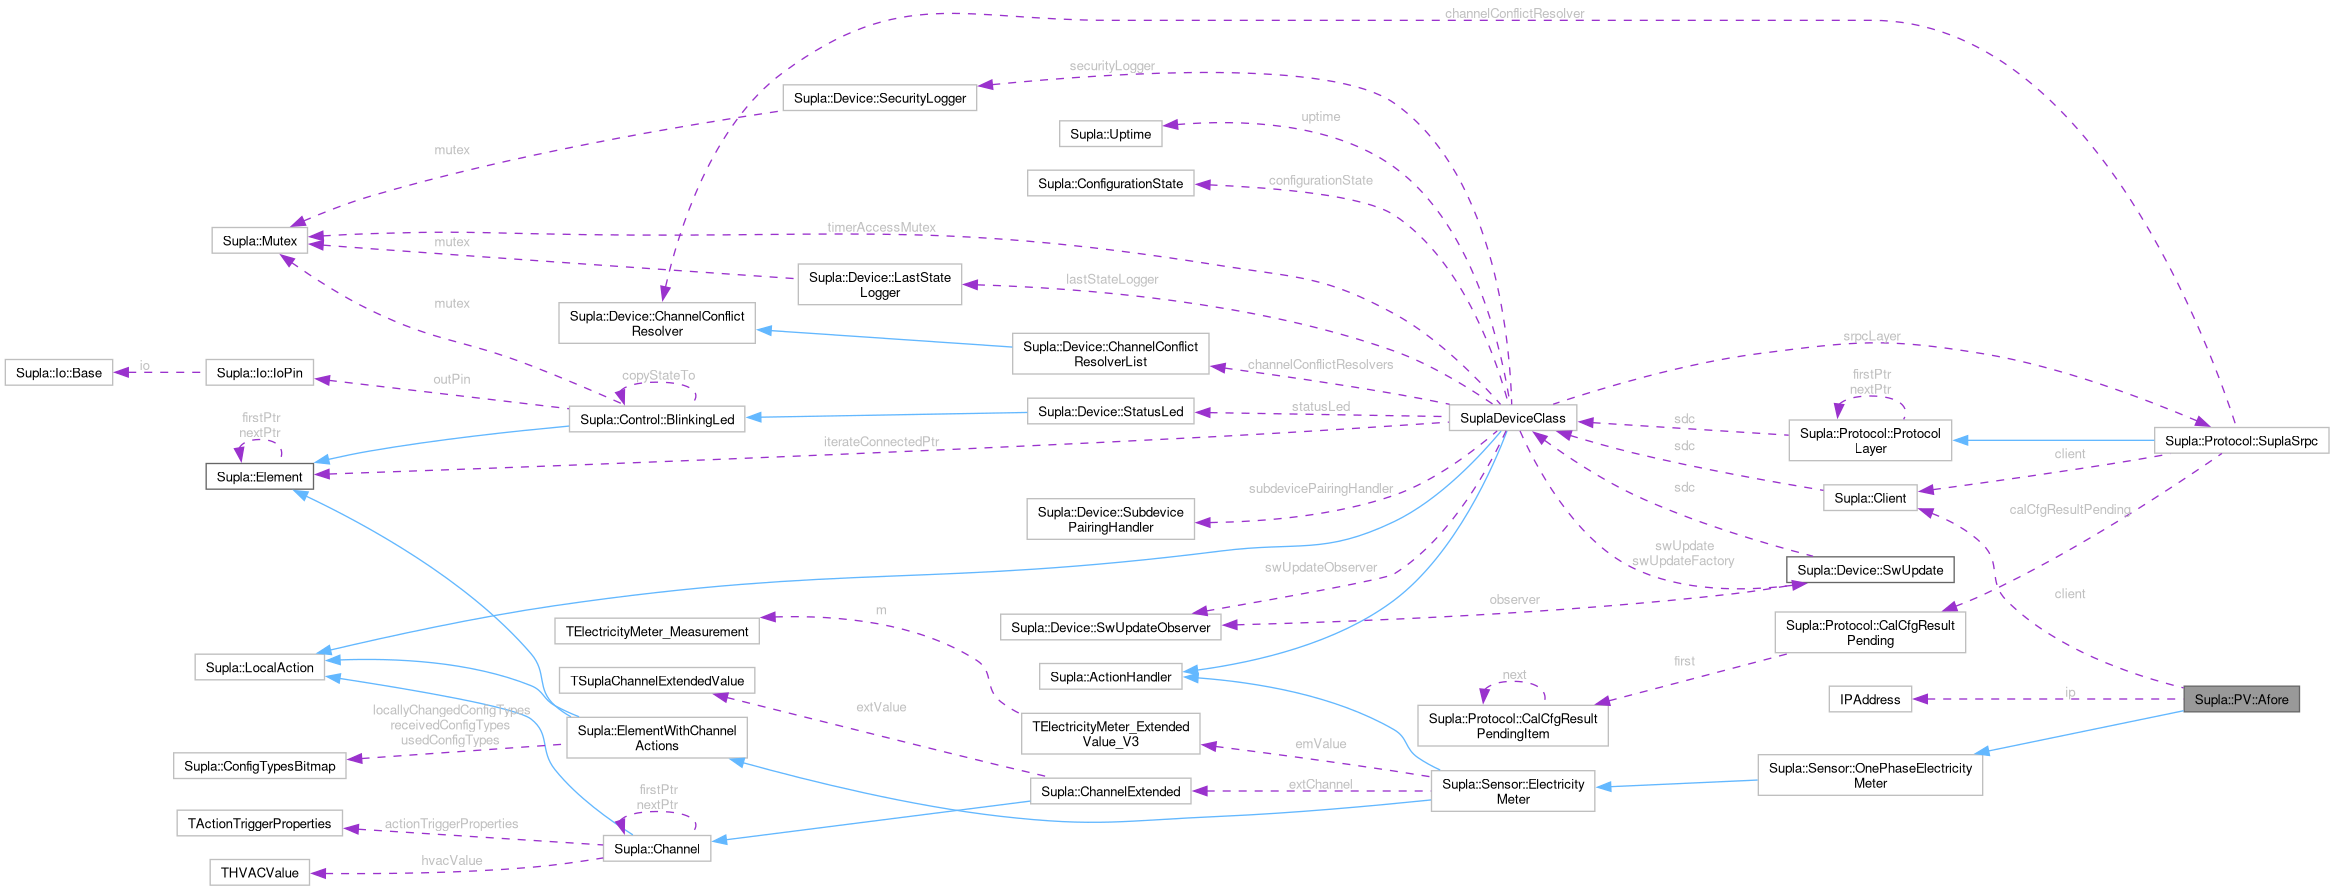 channelConflictResolver
securityLogger
Supla::Device::SecurityLogger
uptime
Supla::Uptime
mutex
configurationState
Supla::ConfigurationState
timerAccessMutex
Supla::Mutex
mutex
lastStateLogger
Supla::Device::LastState
Logger
mutex
Supla::Device::ChannelConflict
Resolver
srpcLayer
Supla::Device::ChannelConflict
ResolverList
channelConflictResolvers
Supla::Io::Base
io
Supla::Io::IoPin
outPin
copyStateTo
firstPtr
nextPtr
Supla::Control::BlinkingLed
Supla::Device::StatusLed
statusLed
SuplaDeviceClass
sdc
Supla::Protocol::Protocol
Layer
Supla::Protocol::SuplaSrpc
firstPtr
nextPtr
iterateConnectedPtr
sdc
client
Supla::Element
subdevicePairingHandler
sdc
Supla::Client
Supla::Device::Subdevice
PairingHandler
calCfgResultPending
swUpdate
swUpdateFactory
swUpdateObserver
Supla::Device::SwUpdate
observer
client
m
TElectricityMeter_Measurement
Supla::Device::SwUpdateObserver
Supla::Protocol::CalCfgResult
Pending
Supla::LocalAction
Supla::ActionHandler
first
next
TSuplaChannelExtendedValue
extValue
ip
IPAddress
Supla::PV::Afore
locallyChangedConfigTypes
receivedConfigTypes
usedConfigTypes
Supla::ElementWithChannel
Actions
TElectricityMeter_Extended
Value_V3
emValue
Supla::Protocol::CalCfgResult
PendingItem
Supla::ConfigTypesBitmap
Supla::Sensor::OnePhaseElectricity
Meter
firstPtr
nextPtr
Supla::ChannelExtended
extChannel
Supla::Sensor::Electricity
Meter
TActionTriggerProperties
actionTriggerProperties
Supla::Channel
hvacValue
THVACValue